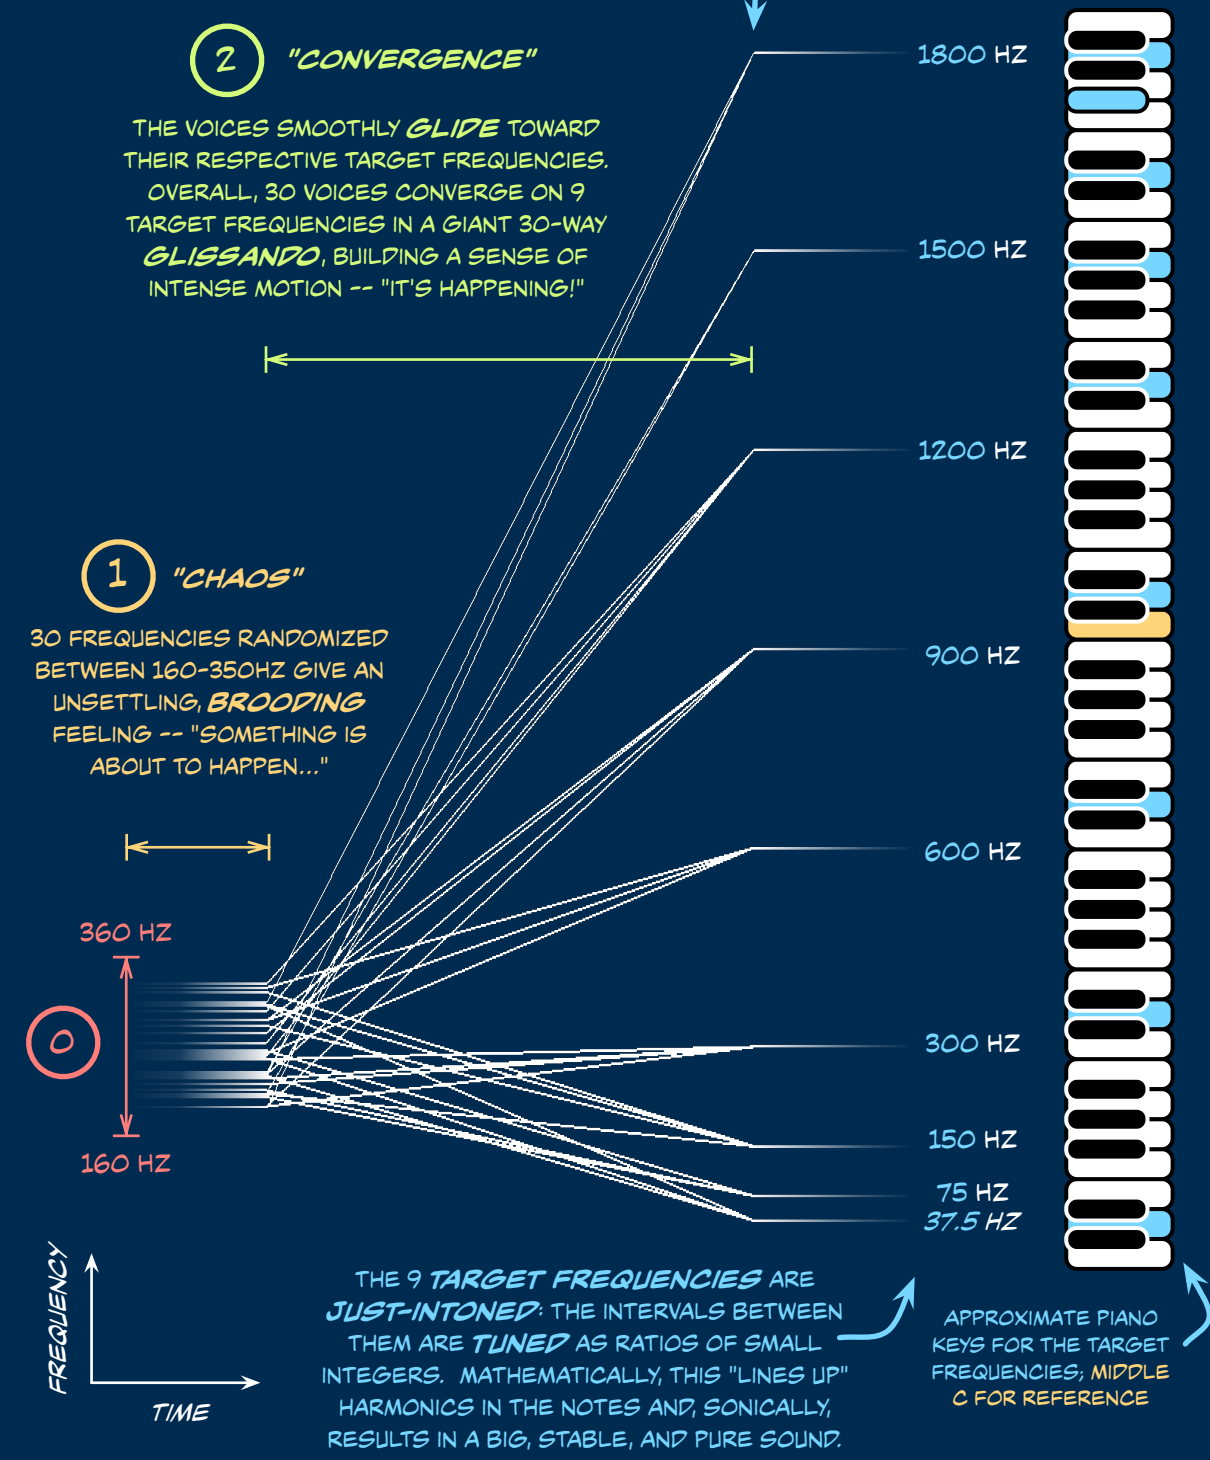 2
"CONVERGENCE"
THE VOICES SMOOTHLY GLIDE TOWARD
THEIR RESPECTIVE TARGET FREQUENCIES.
OVERALL, 30 VOICES CONVERGE ON 9
TARGET FREQUENCIES IN A GIANT 30-WAY
GLISSANDO, BUILDING A SENSE OF
INTENSE MOTION -- "IT'S HAPPENING!"
1
"CHAOS"
30 FREQUENCIES RANDOMIZED
BETWEEN 160-350HZ GIVE AN
UNSETTLING, BROODING
FEELING -- "SOMETHING IS
ABOUT TO HAPPEN..."
360 HZ
0
160 HZ
1800 HZ
1500 HZ
1200 HZ
900 HZ
600 HZ
300 HZ
150 HZ
75 HZ
37.5 HZ
FREQUENCY
TIME
THE 9 TARGET FREQUENCIES ARE
JUST-INTONED: THE INTERVALS BETWEEN
THEM ARE TUNED AS RATIOS OF SMALL
INTEGERS. MATHEMATICALLY, THIS "LINES UP"
HARMONICS IN THE NOTES AND, SONICALLY,
RESULTS IN A BIG, STABLE, AND PURE SOUND.
APPROXIMATE PIANO
KEYS FOR THE TARGET
FREQUENCIES; MIDDLE
C FOR REFERENCE